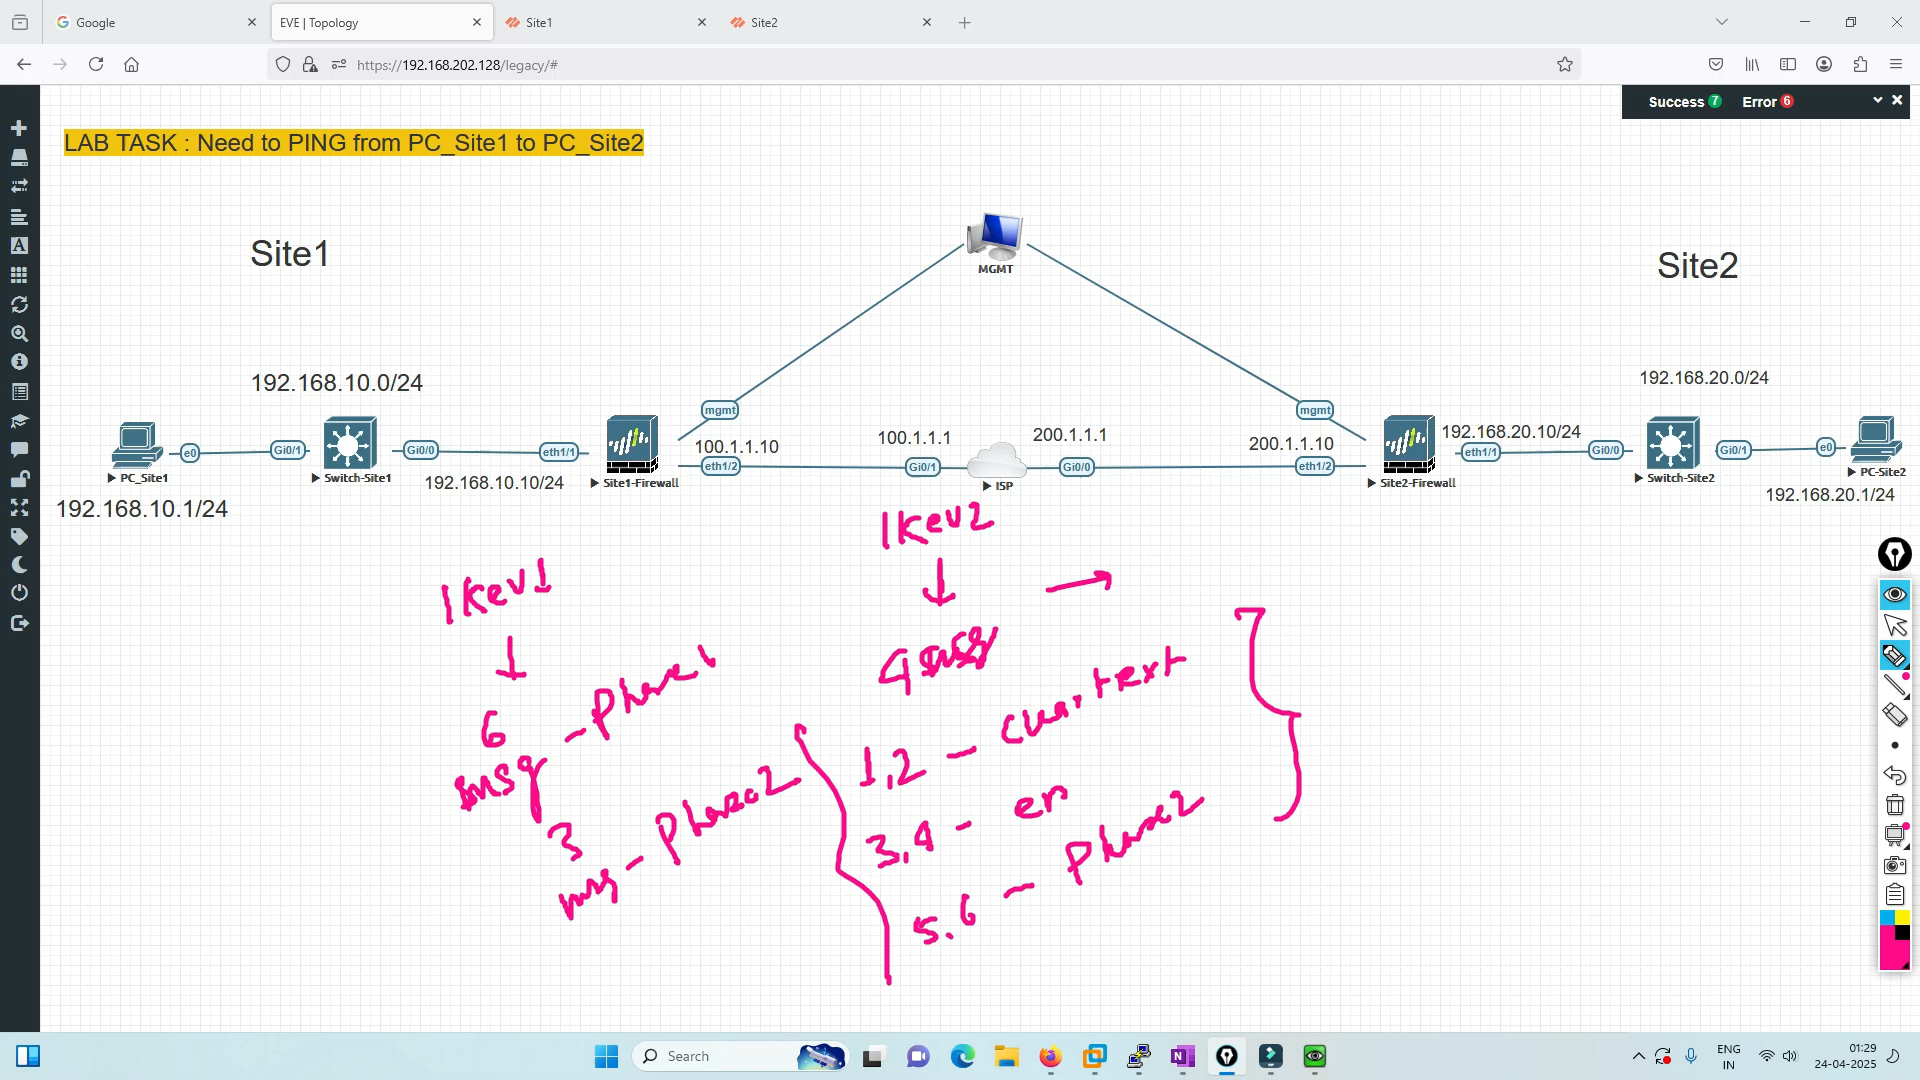 Google
EVE | Topology
Site1
Site2
https://192.168.202.128/legacy/#
Success 7 Error 6
LAB TASK : Need to PING from PC_Site1 to PC_Site2
Site1
Site2
MGMT
192.168.10.0/24
192.168.20.0/24
mgmt
mgmt
100.1.1.10
100.1.1.1
200.1.1.1
200.1.1.10
192.168.20.10/24
e0
Gi0/1
Gi0/0
eth1/1
eth1/2
Gi0/1
Gi0/0
eth1/2
eth1/1
Gi0/0
Gi0/1
e0
PC_Site1
Switch-Site1
192.168.10.10/24
Site1-Firewall
ISP
Site2-Firewall
Switch-Site2
PC-Site2
192.168.10.1/24
192.168.20.1/24
IKev1
6
msg - Phase1
3
msg - Phase2
IKev2
4 msg
1,2 - clear text
3,4 - en
5.6 - Phase2
Search
ENG
IN
01:29
24-04-2025